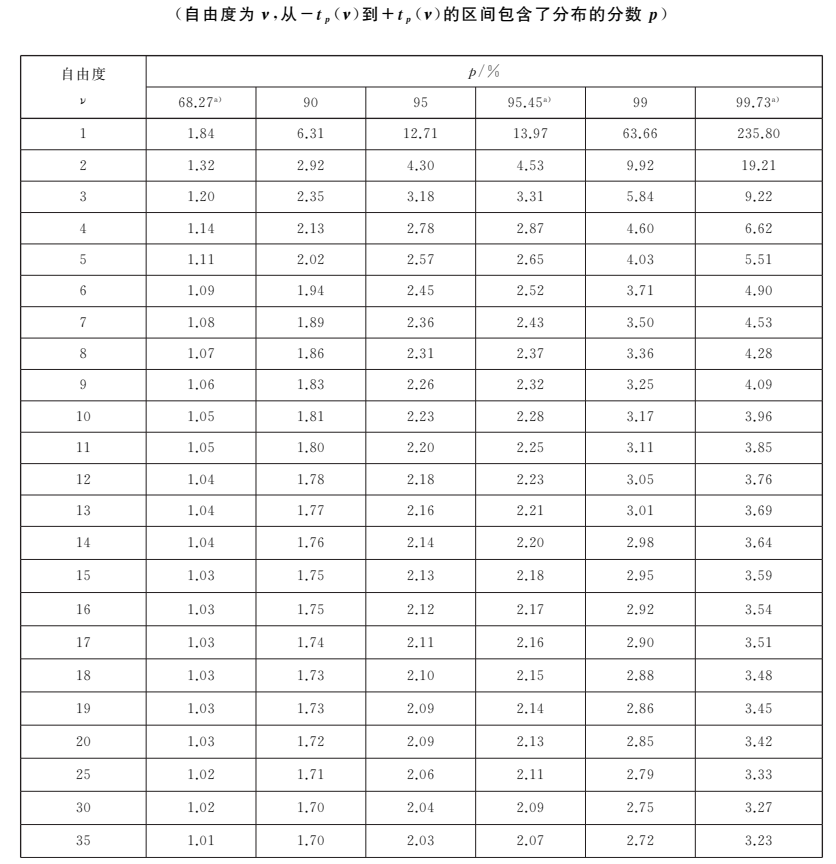 (自由度为 ν,从−tₚ(ν)到+tₚ(ν)的区间包含了分布的分数 p)
自由度 p/%
ν 68.27ᵃ⁾ 90 95 95.45ᵃ⁾ 99 99.73ᵃ⁾
1 1.84 6.31 12.71 13.97 63.66 235.80
2 1.32 2.92 4.30 4.53 9.92 19.21
3 1.20 2.35 3.18 3.31 5.84 9.22
4 1.14 2.13 2.78 2.87 4.60 6.62
5 1.11 2.02 2.57 2.65 4.03 5.51
6 1.09 1.94 2.45 2.52 3.71 4.90
7 1.08 1.89 2.36 2.43 3.50 4.53
8 1.07 1.86 2.31 2.37 3.36 4.28
9 1.06 1.83 2.26 2.32 3.25 4.09
10 1.05 1.81 2.23 2.28 3.17 3.96
11 1.05 1.80 2.20 2.25 3.11 3.85
12 1.04 1.78 2.18 2.23 3.05 3.76
13 1.04 1.77 2.16 2.21 3.01 3.69
14 1.04 1.76 2.14 2.20 2.98 3.64
15 1.03 1.75 2.13 2.18 2.95 3.59
16 1.03 1.75 2.12 2.17 2.92 3.54
17 1.03 1.74 2.11 2.16 2.90 3.51
18 1.03 1.73 2.10 2.15 2.88 3.48
19 1.03 1.73 2.09 2.14 2.86 3.45
20 1.03 1.72 2.09 2.13 2.85 3.42
25 1.02 1.71 2.06 2.11 2.79 3.33
30 1.02 1.70 2.04 2.09 2.75 3.27
35 1.01 1.70 2.03 2.07 2.72 3.23